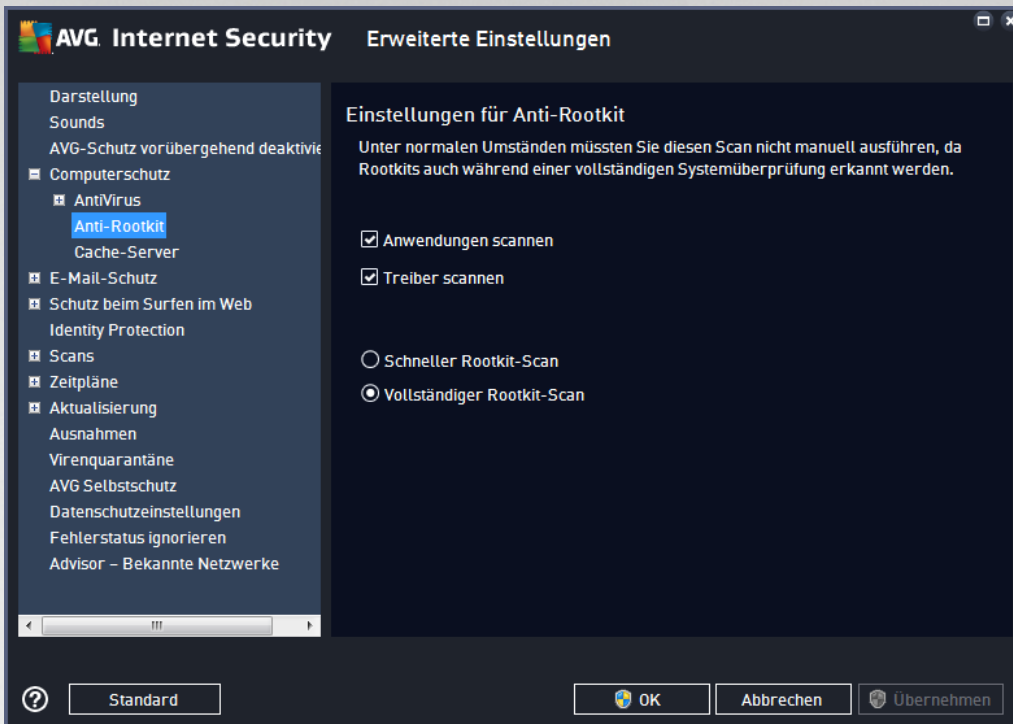 AVG Internet Security Erweiterte Einstellungen
Darstellung
Sounds
AVG-Schutz vorübergehend deaktivie
Computerschutz
AntiVirus
Anti-Rootkit
Cache-Server
E-Mail-Schutz
Schutz beim Surfen im Web
Identity Protection
Scans
Zeitpläne
Aktualisierung
Ausnahmen
Virenquarantäne
AVG Selbstschutz
Datenschutzeinstellungen
Fehlerstatus ignorieren
Advisor – Bekannte Netzwerke
Einstellungen für Anti-Rootkit
Unter normalen Umständen müssten Sie diesen Scan nicht manuell ausführen, da
Rootkits auch während einer vollständigen Systemüberprüfung erkannt werden.
Anwendungen scannen
Treiber scannen
Schneller Rootkit-Scan
Vollständiger Rootkit-Scan
? Standard OK Abbrechen Übernehmen